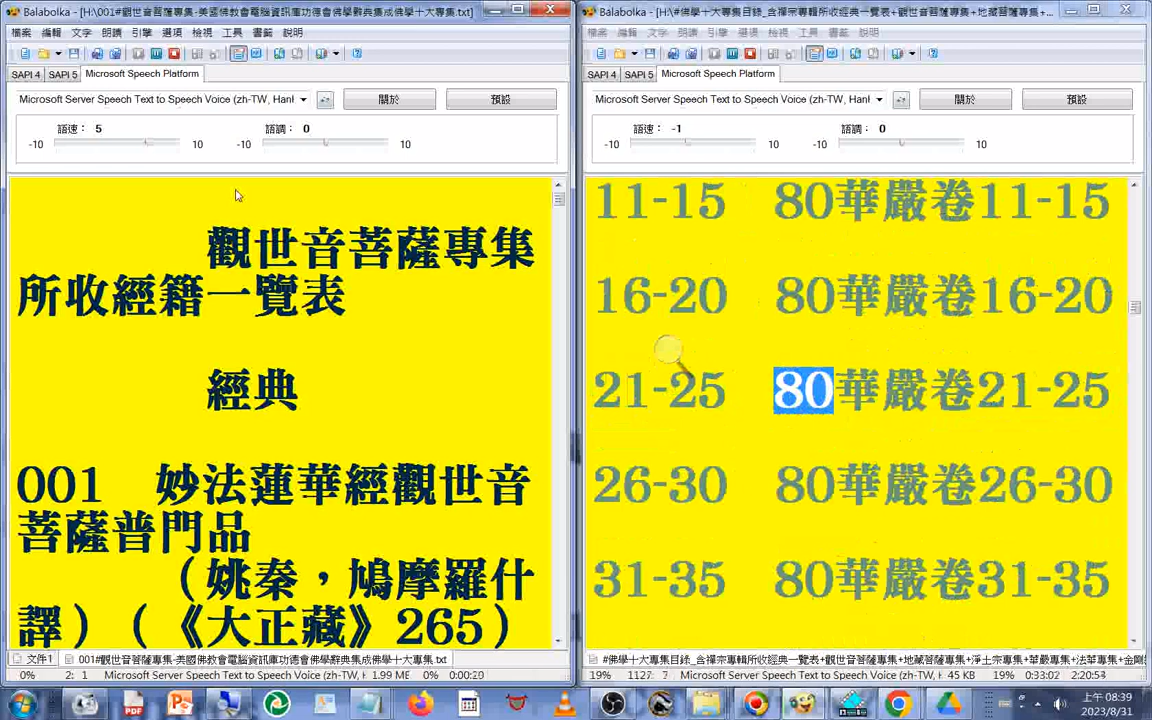 Balabolka - [H:\001#觀世音菩薩專集-美國佛教會電腦資訊庫功德會佛學辭典集成佛學十大專集.txt]
檔案 編輯 文字 朗讀 引擎 選項 檢視 工具 書籤 說明
SAPI 4 SAPI 5 Microsoft Speech Platform
Microsoft Server Speech Text to Speech Voice (zh-TW, Hanl 關於 預設
語速： 5 語調： 0
-10 10 -10 10
觀世音菩薩專集
所收經籍一覽表
經典
001 妙法蓮華經觀世音
菩薩普門品
（姚秦，鳩摩羅什
譯）（《大正藏》265）
文件1 001#觀世音菩薩專集-美國佛教會電腦資訊庫功德會佛學辭典集成佛學十大專集.txt
0% 2: 1 Microsoft Server Speech Text to Speech Voice (zh-TW, H 1.99 ME 0% 0:00:20
Balabolka - [H:\#佛學十大專集目錄_含禪宗專輯所收經典一覽表+觀世音菩薩專集+地藏菩薩專集+...
檔案 編輯 文字 朗讀 引擎 選項 檢視 工具 書籤 說明
SAPI 4 SAPI 5 Microsoft Speech Platform
Microsoft Server Speech Text to Speech Voice (zh-TW, Hanl 關於 預設
語速： -1 語調： 0
-10 10 -10 10
11-15 80華嚴卷11-15
16-20 80華嚴卷16-20
21-25 80華嚴卷21-25
26-30 80華嚴卷26-30
31-35 80華嚴卷31-35
#佛學十大專集目錄_含禪宗專輯所收經典一覽表+觀世音菩薩專集+地藏菩薩專集+淨土宗專集+華嚴專集+法華專集+金剛
19% 1127: 7 Microsoft Server Speech Text to Speech Voice (zh-TW, H 45 KB 19% 0:33:02 2:20:54
上午 08:39
2023/8/31